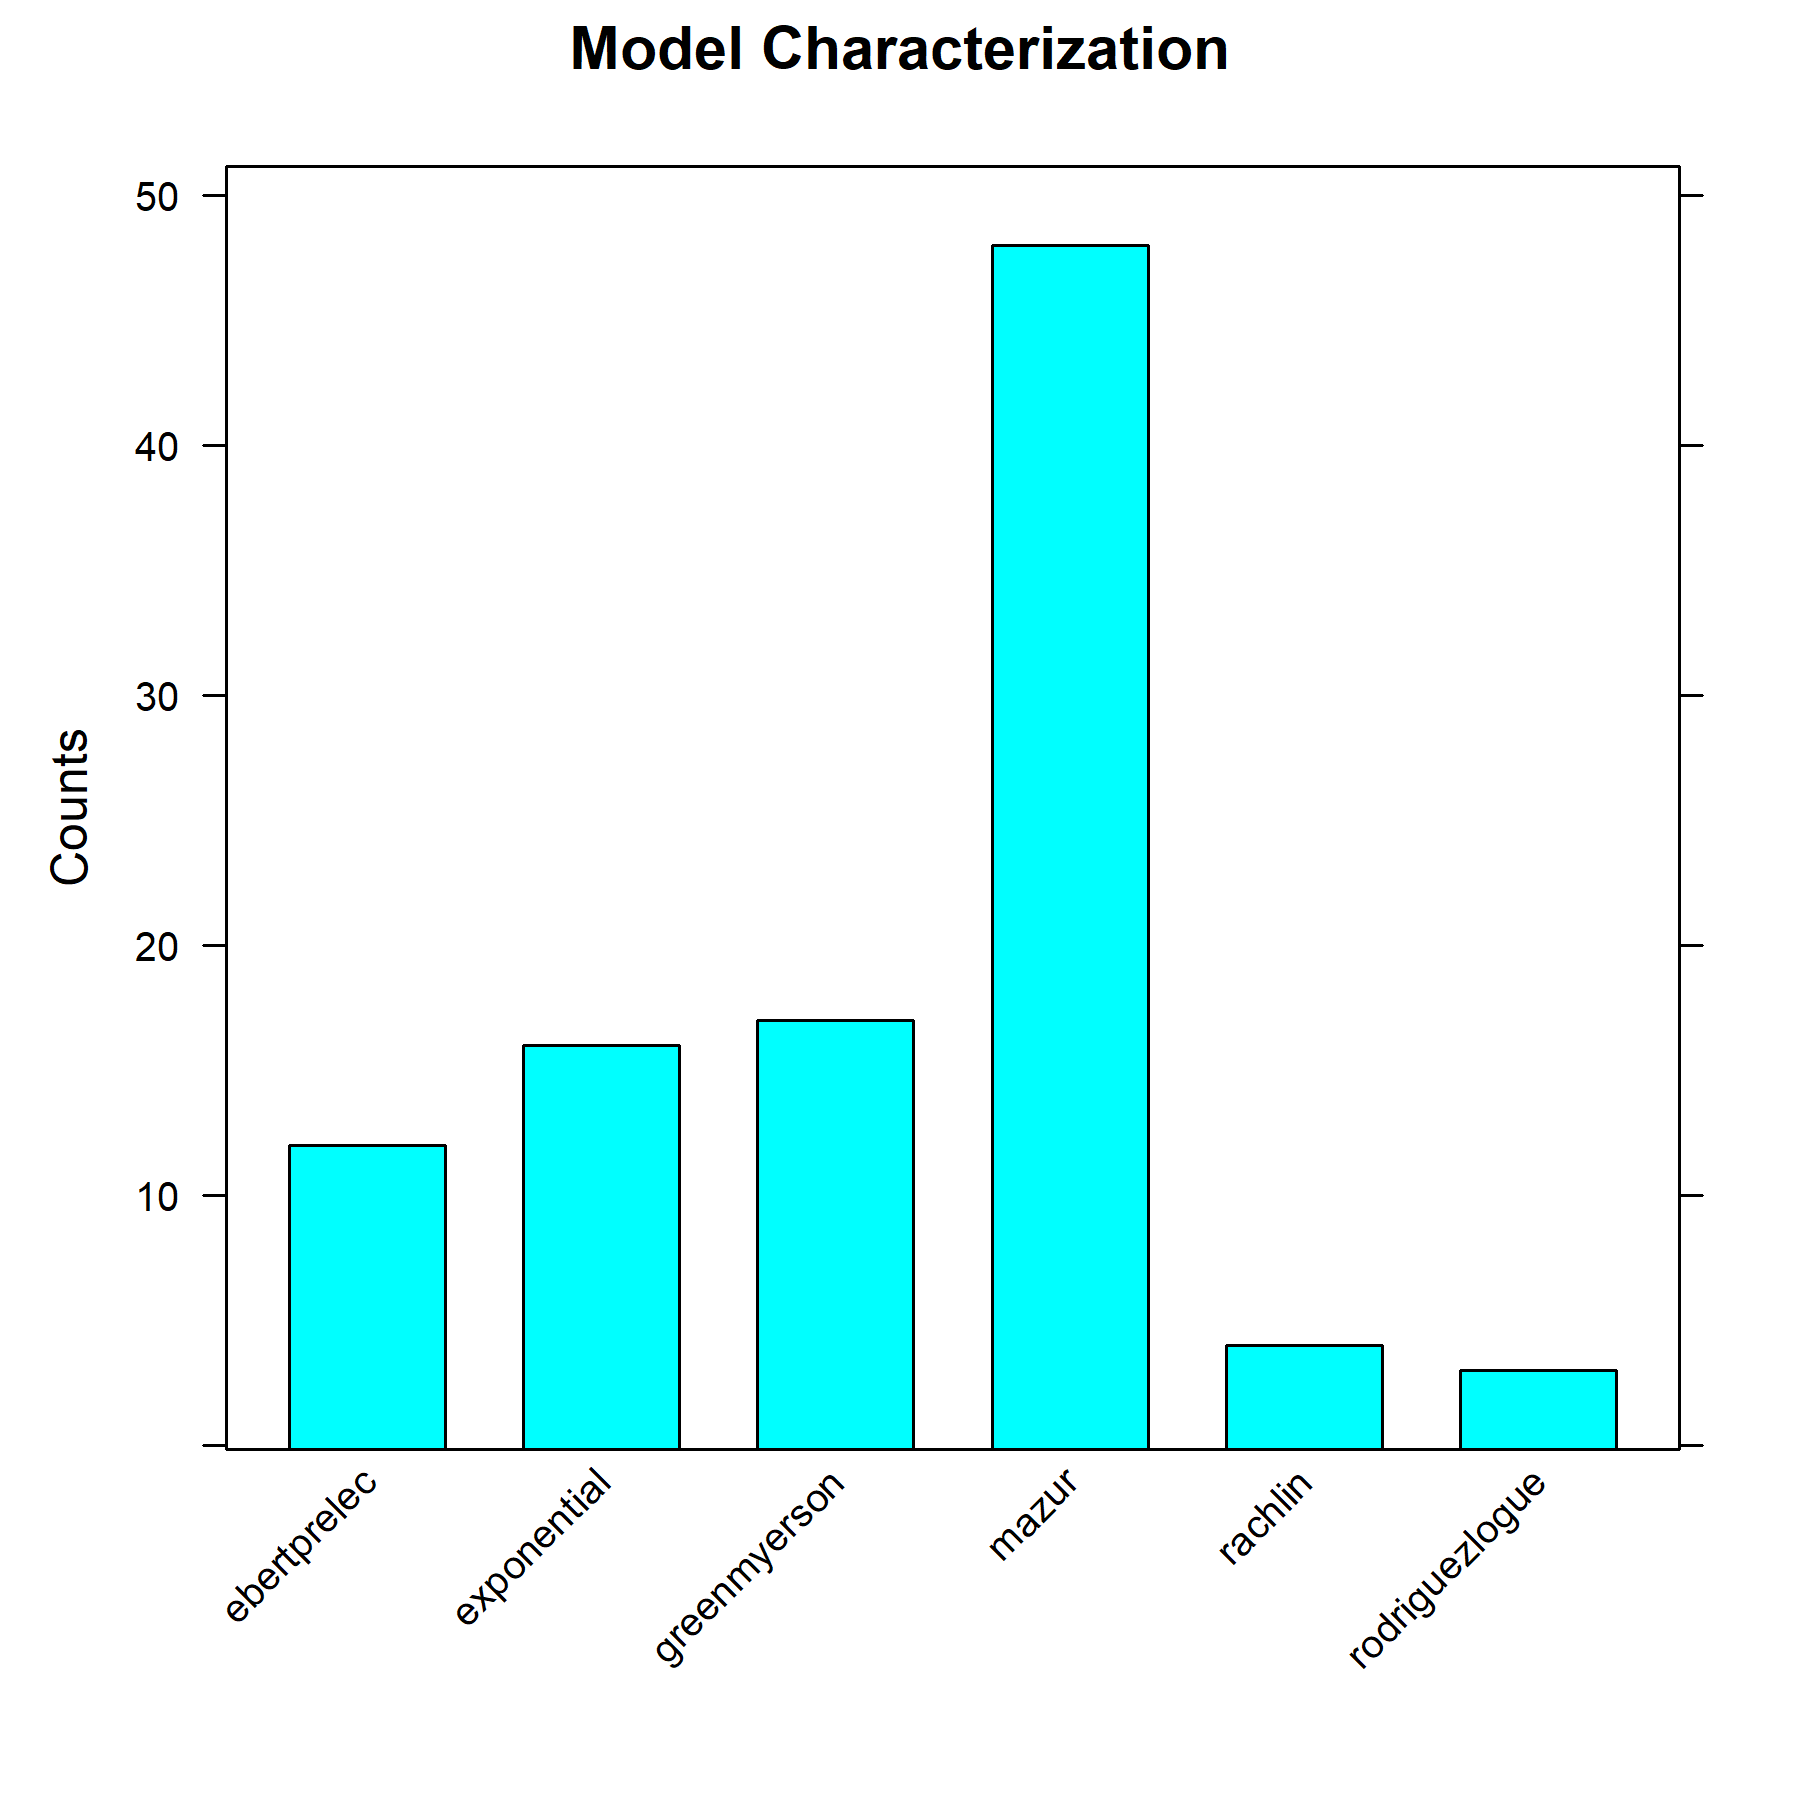 Model Characterization
50
40
30
20
10
Counts
ebertprelec
exponential
greenmyerson
mazur
rachlin
rodriguezlogue